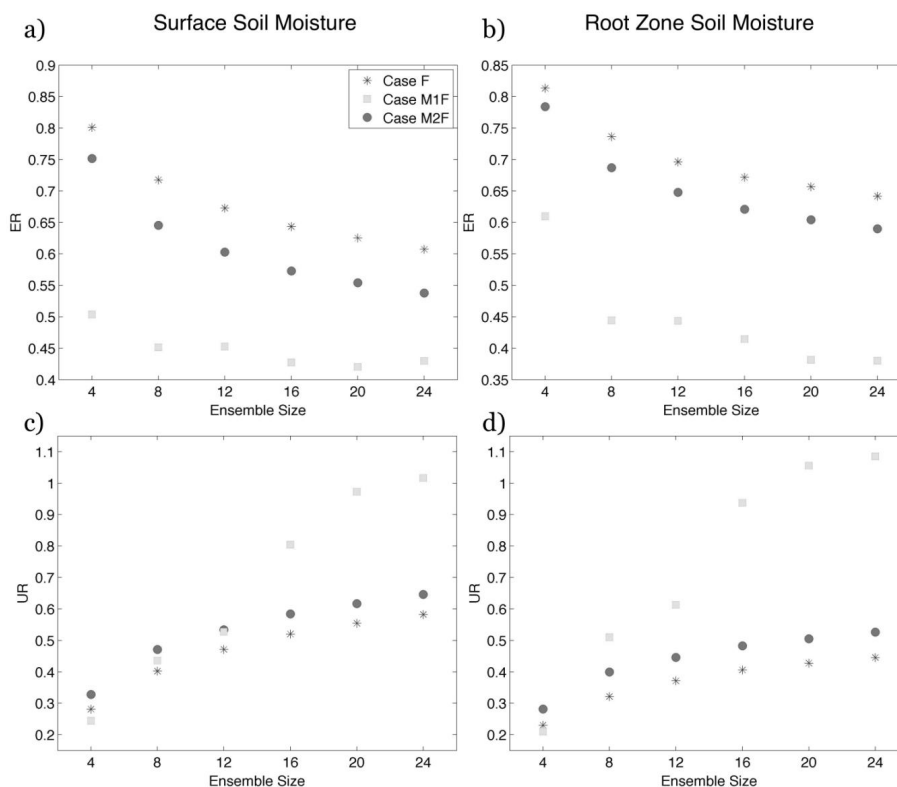 a) Surface Soil Moisture
b) Root Zone Soil Moisture
0.9
0.85
0.8
0.75
0.7
0.65
0.6
0.55
0.5
0.45
0.4
ER
4 8 12 16 20 24
Ensemble Size
Case F
Case M1F
Case M2F
0.85
0.8
0.75
0.7
0.65
0.6
0.55
0.5
0.45
0.4
0.35
ER
4 8 12 16 20 24
Ensemble Size
c)
1.1
1
0.9
0.8
0.7
0.6
0.5
0.4
0.3
0.2
UR
4 8 12 16 20 24
Ensemble Size
d)
1.1
1
0.9
0.8
0.7
0.6
0.5
0.4
0.3
0.2
UR
4 8 12 16 20 24
Ensemble Size